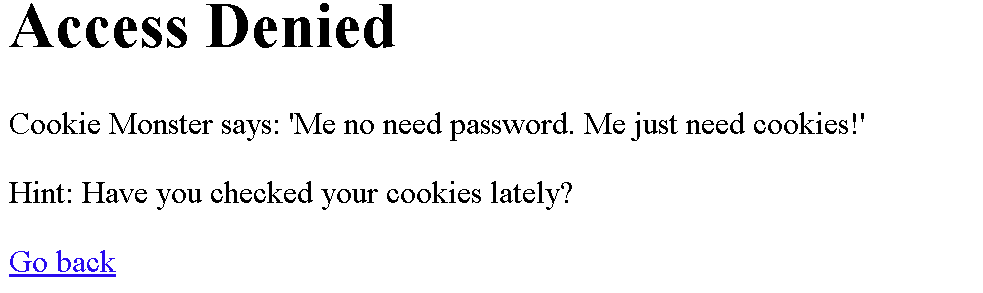 Access Denied
Cookie Monster says: 'Me no need password. Me just need cookies!'
Hint: Have you checked your cookies lately?
Go back